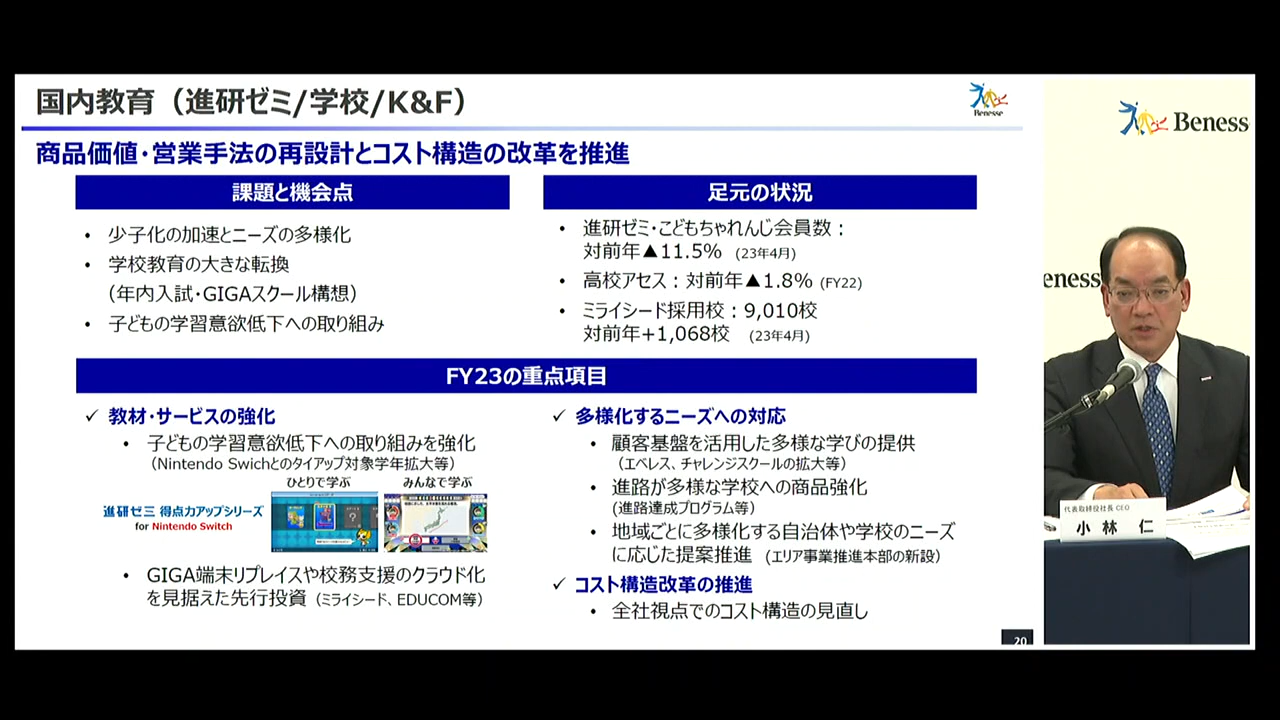 国内教育（進研ゼミ/学校/K&F）
Benesse
商品価値・営業手法の再設計とコスト構造の改革を推進
課題と機会点
• 少子化の加速とニーズの多様化
• 学校教育の大きな転換
（年内入試・GIGAスクール構想）
• 子どもの学習意欲低下への取り組み
足元の状況
• 進研ゼミ・こどもちゃれんじ会員数：
対前年▲11.5% （23年4月）
• 高校アセス：対前年▲1.8% （FY22）
• ミライシード採用校：9,010校
対前年+1,068校 （23年4月）
FY23の重点項目
✓ 教材・サービスの強化
• 子どもの学習意欲低下への取り組みを強化
（Nintendo Swichとのタイアップ対象学年拡大等）
ひとりで学ぶ みんなで学ぶ
進研ゼミ 得点力アップシリーズ
for Nintendo Switch
• GIGA端末リプレイスや校務支援のクラウド化
を見据えた先行投資 （ミライシード、EDUCOM等）
✓ 多様化するニーズへの対応
• 顧客基盤を活用した多様な学びの提供
（エベレス、チャレンジスクールの拡大等）
• 進路が多様な学校への商品強化
（進路達成プログラム等）
• 地域ごとに多様化する自治体や学校のニーズ
に応じた提案推進 （エリア事業推進本部の新設）
✓ コスト構造改革の推進
• 全社視点でのコスト構造の見直し
20
Beness
eness
代表取締役社長 CEO
小林 仁